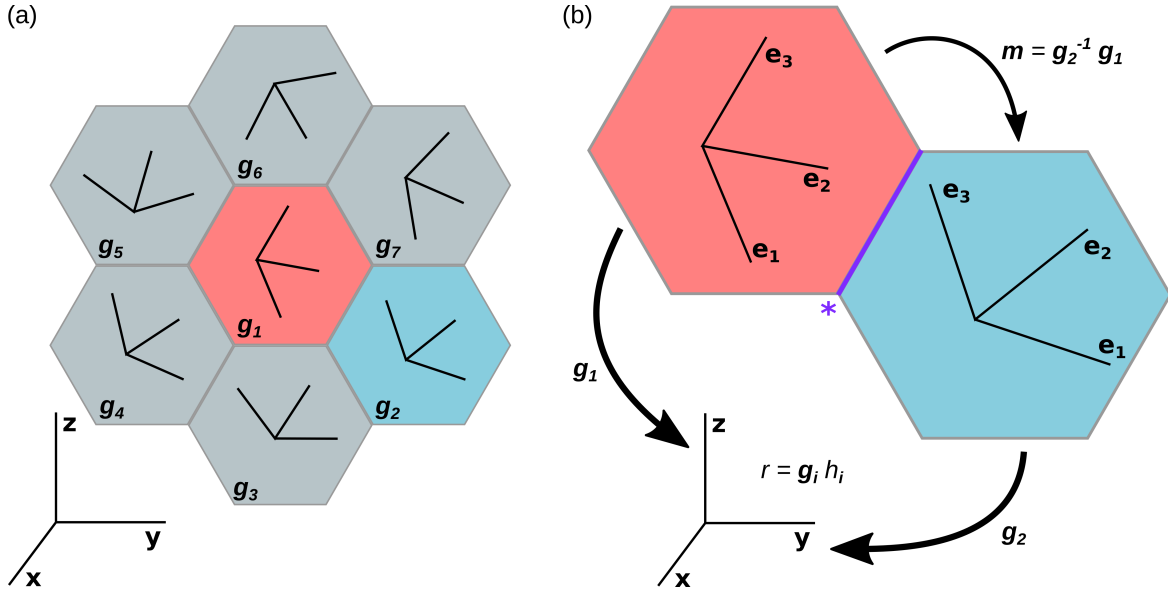 (a)
g6
g5
g7
g1
g4
g2
g3
z
y
x
(b)
e3
m = g2-1 g1
e2
e3
e1
e2
*
e1
g1
z
r = gi hi
g2
y
x